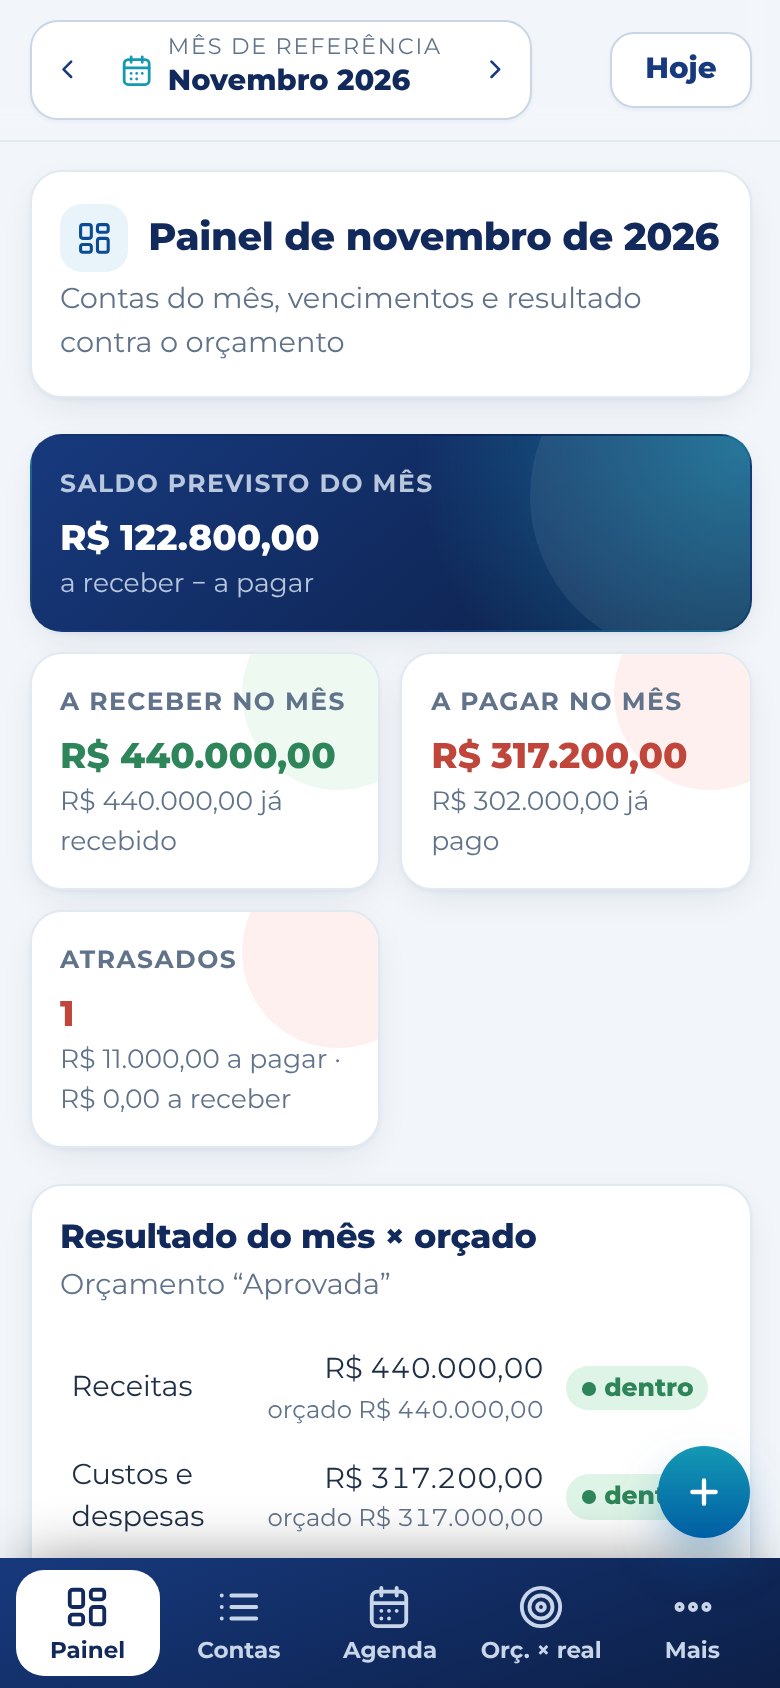 MÊS DE REFERÊNCIA
Novembro 2026
Hoje
Painel de novembro de 2026
Contas do mês, vencimentos e resultado
contra o orçamento
SALDO PREVISTO DO MÊS
R$ 122.800,00
a receber − a pagar
A RECEBER NO MÊS
R$ 440.000,00
R$ 440.000,00 já
recebido
A PAGAR NO MÊS
R$ 317.200,00
R$ 302.000,00 já
pago
ATRASADOS
1
R$ 11.000,00 a pagar ·
R$ 0,00 a receber
Resultado do mês × orçado
Orçamento “Aprovada”
Receitas
R$ 440.000,00
orçado R$ 440.000,00
dentro
Custos e
despesas
R$ 317.200,00
orçado R$ 317.200,00
Painel
Contas
Agenda
Orç. × real
Mais